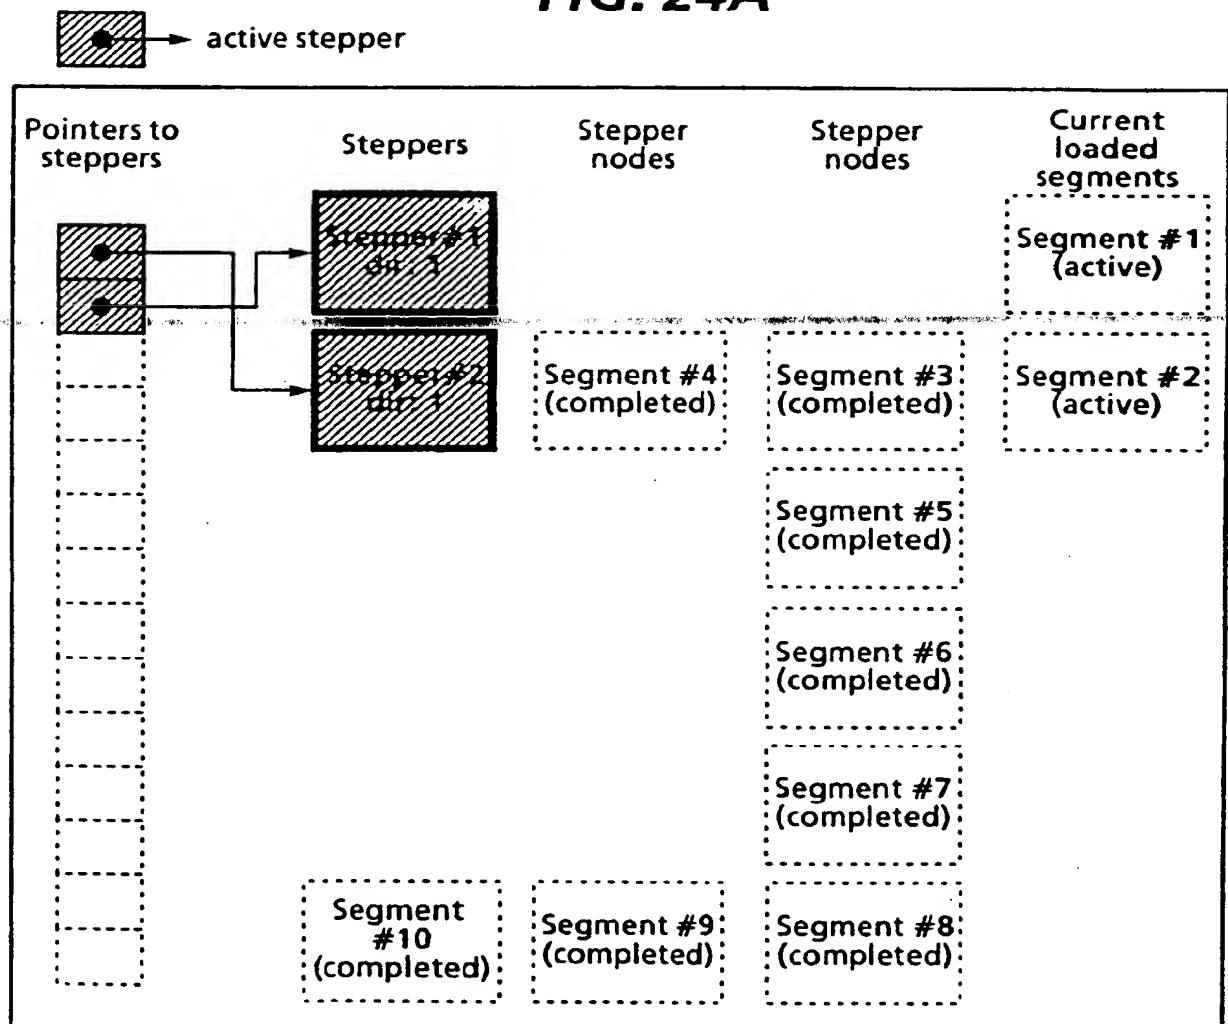 FIG. 24A
active stepper
Pointers to
steppers
Steppers
Stepper
nodes
Stepper
nodes
Current
loaded
segments
Stepper#1
dir: 1
Segment #1
(active)
Stepper#2
dir: 1
Segment #4
(completed)
Segment #3
(completed)
Segment #2
(active)
Segment #5
(completed)
Segment #6
(completed)
Segment #7
(completed)
Segment
#10
(completed)
Segment #9
(completed)
Segment #8
(completed)